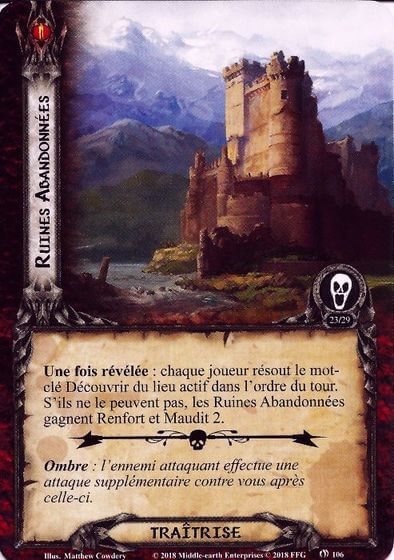 RUINES ABANDONNÉES
23/29
Une fois révélée : chaque joueur résout le mot-
clé Découvrir du lieu actif dans l'ordre du tour.
S'ils ne le peuvent pas, les Ruines Abandonnées
gagnent Renfort et Maudit 2.
Ombre : l'ennemi attaquant effectue une
attaque supplémentaire contre vous après
celle-ci.
TRAÎTRISE
Illus. Matthew Cowdery © 2018 Middle-earth Enterprises © 2018 FFG 106